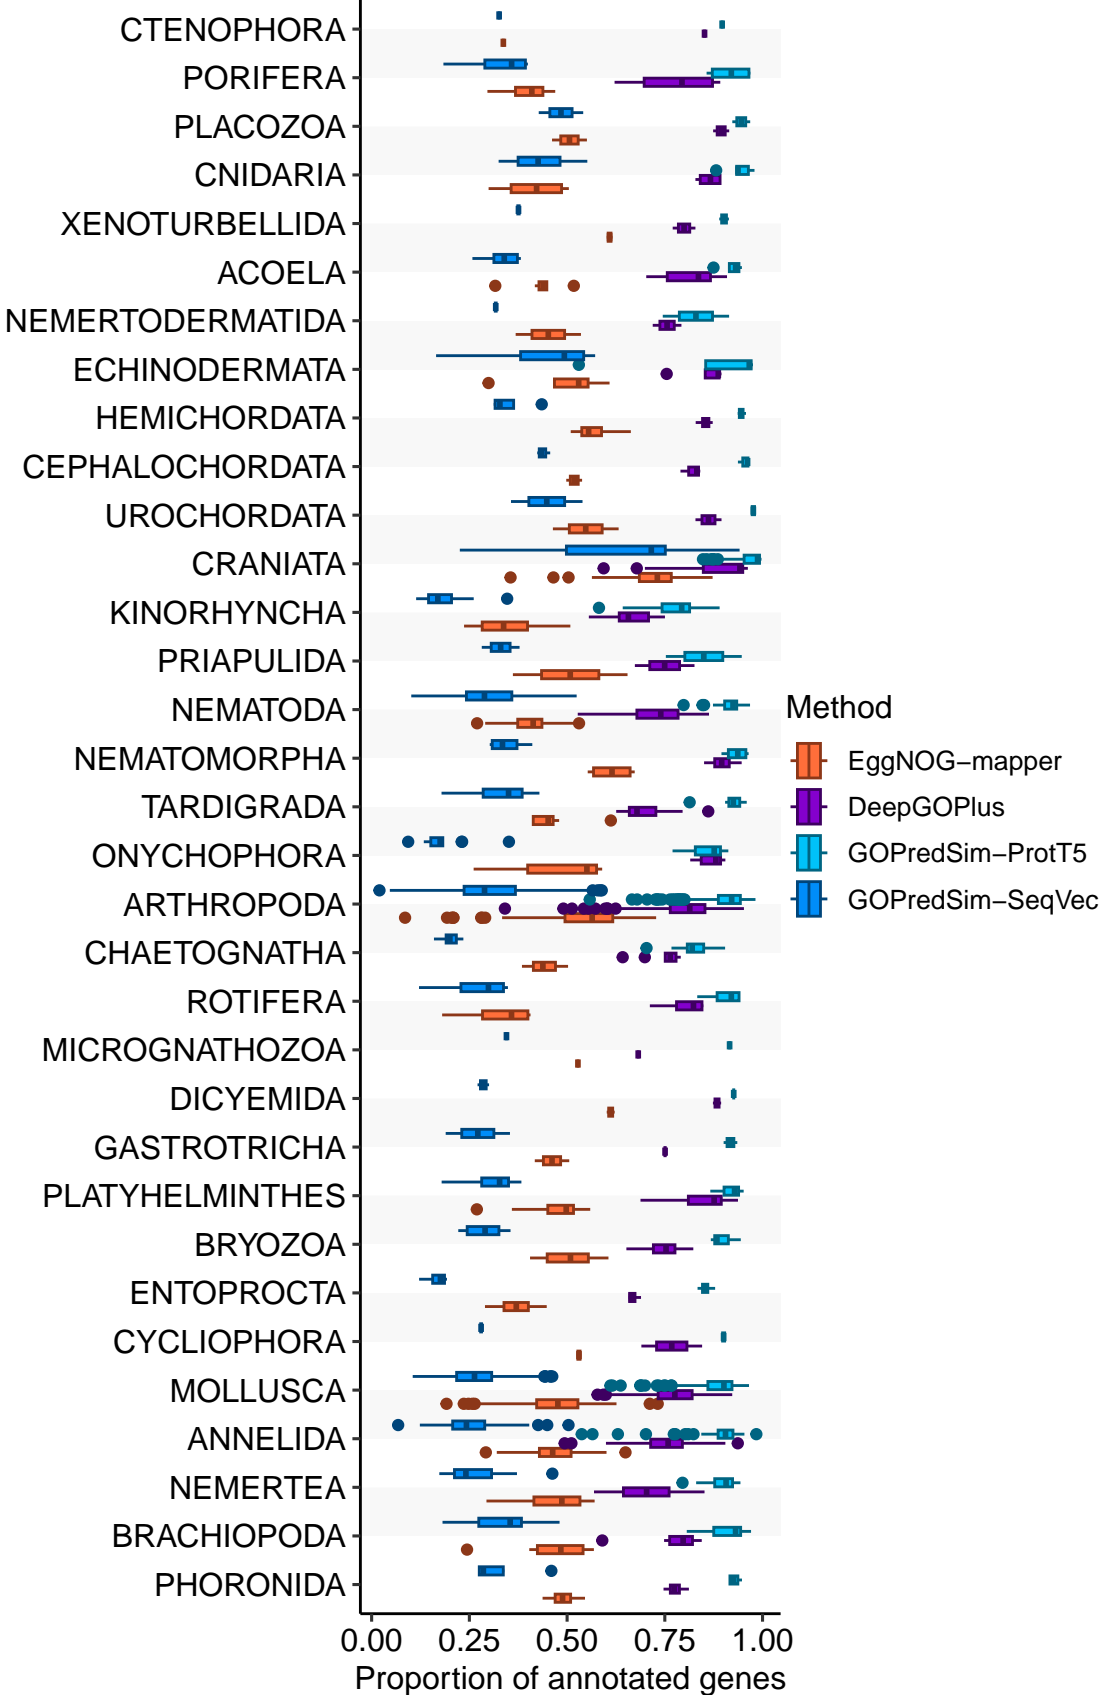 CTENOPHORA
PORIFERA
PLACOZOA
CNIDARIA
XENOTURBELLIDA
ACOELA
NEMERTODERMATIDA
ECHINODERMATA
HEMICHORDATA
CEPHALOCHORDATA
UROCHORDATA
CRANIATA
KINORHYNCHA
PRIAPULIDA
NEMATODA
NEMATOMORPHA
TARDIGRADA
ONYCHOPHORA
ARTHROPODA
CHAETOGNATHA
ROTIFERA
MICROGNATHOZOA
DICYEMIDA
GASTROTRICHA
PLATYHELMINTHES
BRYOZOA
ENTOPROCTA
CYCLIOPHORA
MOLLUSCA
ANNELIDA
NEMERTEA
BRACHIOPODA
PHORONIDA
0.00 0.25 0.50 0.75 1.00
Proportion of annotated genes
Method
EggNOG−mapper
DeepGOPlus
GOPredSim−ProtT5
GOPredSim−SeqVec